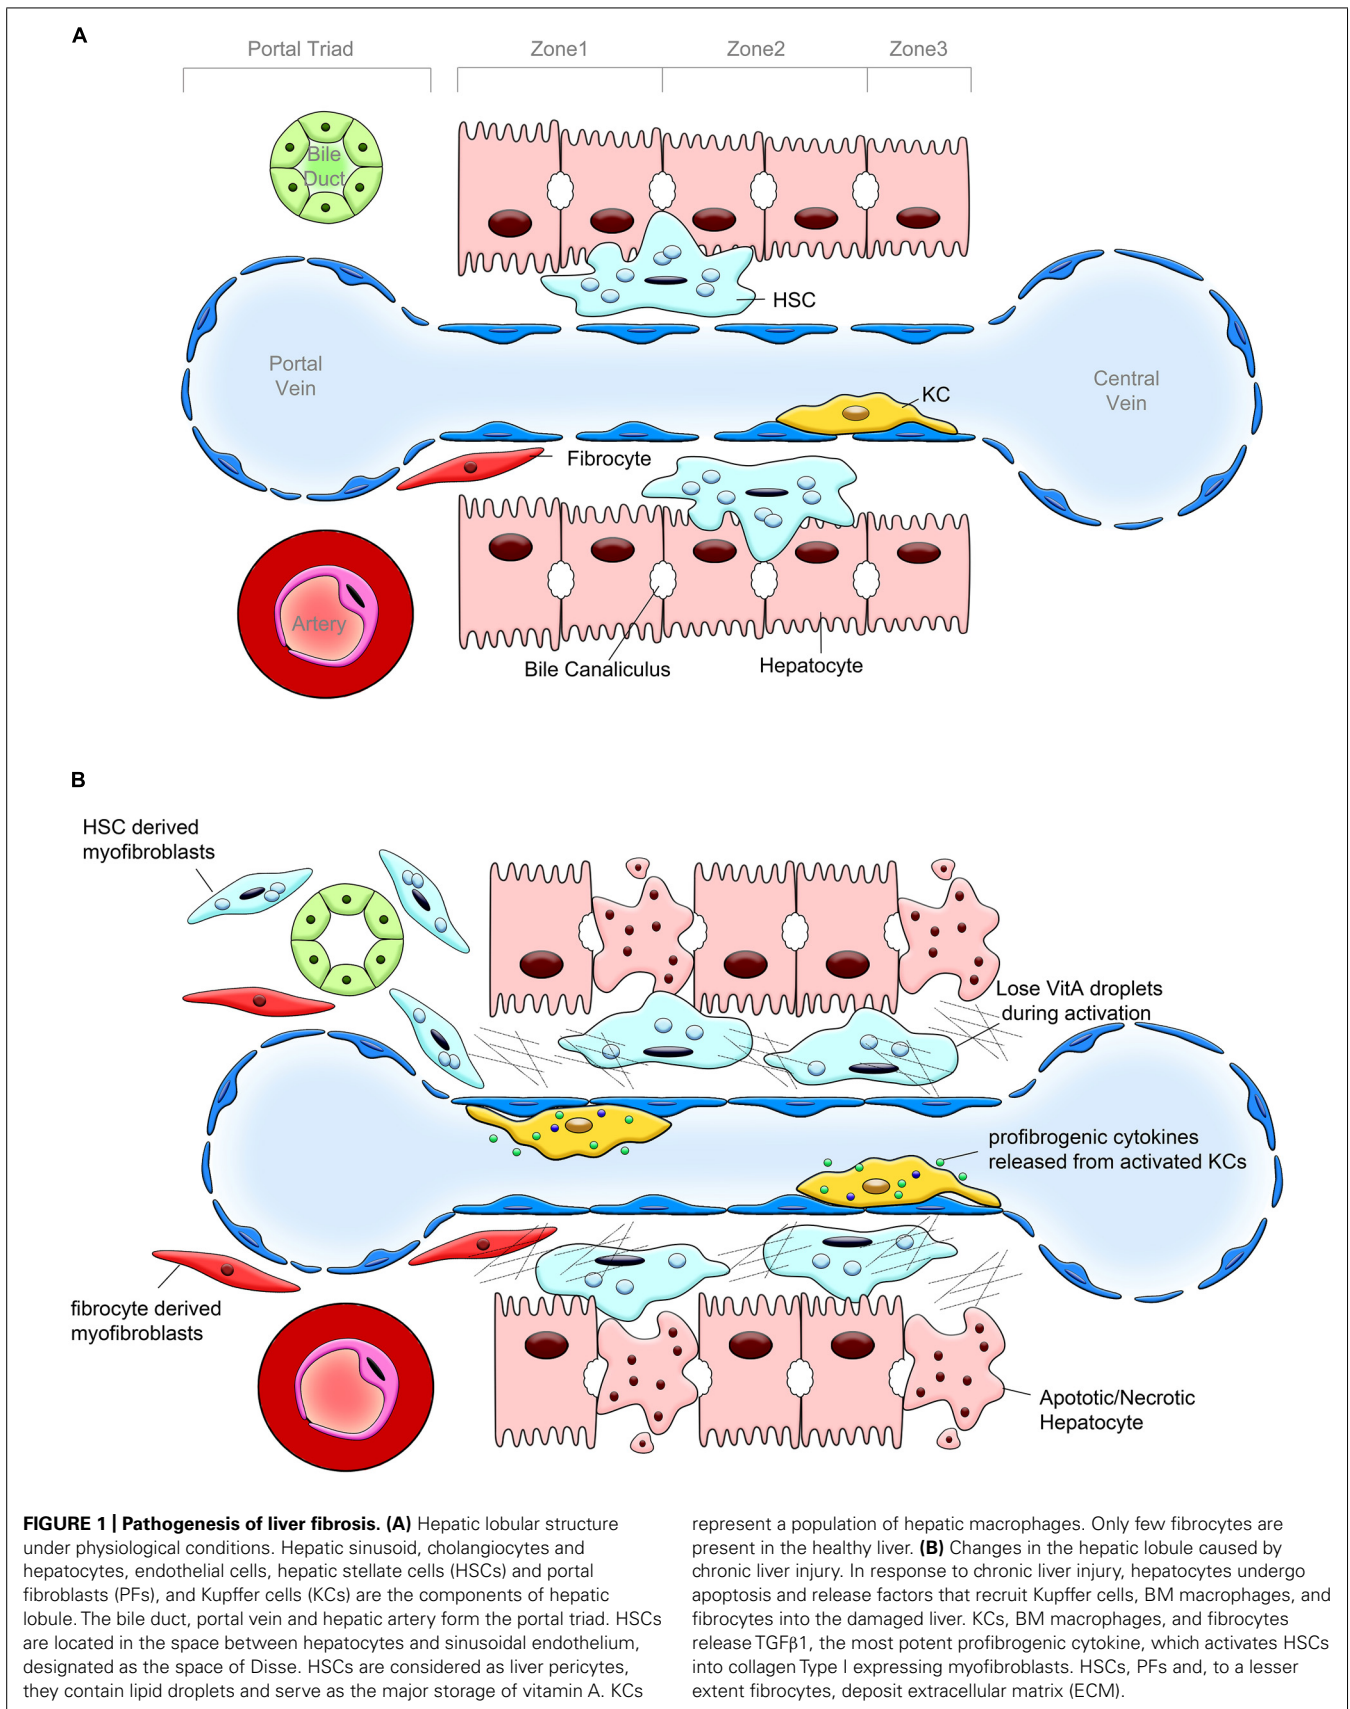 A
Portal Triad
Zone1
Zone2
Zone3
Bile
Duct
HSC
Portal
Vein
Central
Vein
KC
Fibrocyte
Artery
Bile Canaliculus
Hepatocyte
B
HSC derived
myofibroblasts
Lose VitA droplets
during activation
profibrogenic cytokines
released from activated KCs
fibrocyte derived
myofibroblasts
Apototic/Necrotic
Hepatocyte
FIGURE 1 | Pathogenesis of liver fibrosis. (A) Hepatic lobular structure
under physiological conditions. Hepatic sinusoid, cholangiocytes and
hepatocytes, endothelial cells, hepatic stellate cells (HSCs) and portal
fibroblasts (PFs), and Kupffer cells (KCs) are the components of hepatic
lobule. The bile duct, portal vein and hepatic artery form the portal triad. HSCs
are located in the space between hepatocytes and sinusoidal endothelium,
designated as the space of Disse. HSCs are considered as liver pericytes,
they contain lipid droplets and serve as the major storage of vitamin A. KCs
represent a population of hepatic macrophages. Only few fibrocytes are
present in the healthy liver. (B) Changes in the hepatic lobule caused by
chronic liver injury. In response to chronic liver injury, hepatocytes undergo
apoptosis and release factors that recruit Kupffer cells, BM macrophages, and
fibrocytes into the damaged liver. KCs, BM macrophages, and fibrocytes
release TGFβ1, the most potent profibrogenic cytokine, which activates HSCs
into collagen Type I expressing myofibroblasts. HSCs, PFs and, to a lesser
extent fibrocytes, deposit extracellular matrix (ECM).